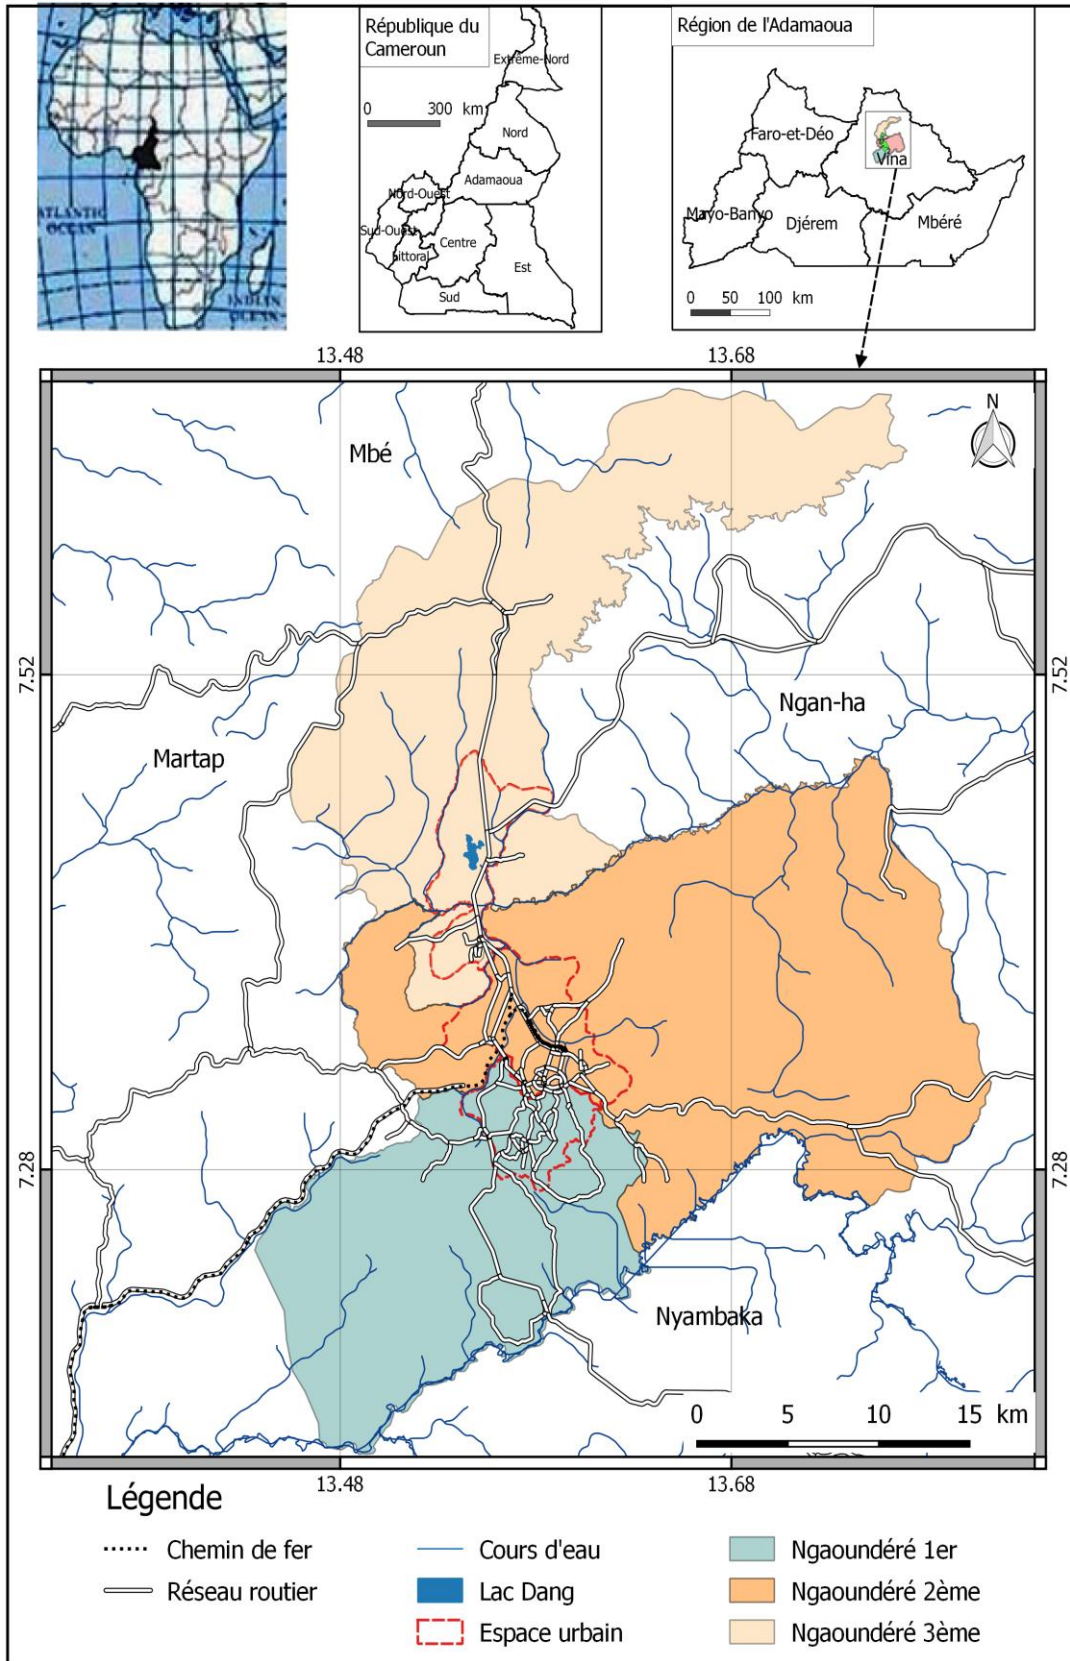 ATLANTIC
OCEAN
INDIAN
OCEAN
République du
Cameroun
0 300 km
Extrême-Nord
Nord
Adamaoua
Nord-Ouest
Sud-Ouest
Littoral
Centre
Est
Sud
Région de l'Adamaoua
Faro-et-Déo
Vina
Mayo-Banyo
Djérem
Mbéré
0 50 100 km
13.48 13.68
N
Mbé
7.52 7.52
Ngan-ha
Martap
7.28 7.28
Nyambaka
0 5 10 15 km
13.48 13.68
Légende
Chemin de fer
Réseau routier
Cours d'eau
Lac Dang
Espace urbain
Ngaoundéré 1er
Ngaoundéré 2ème
Ngaoundéré 3ème